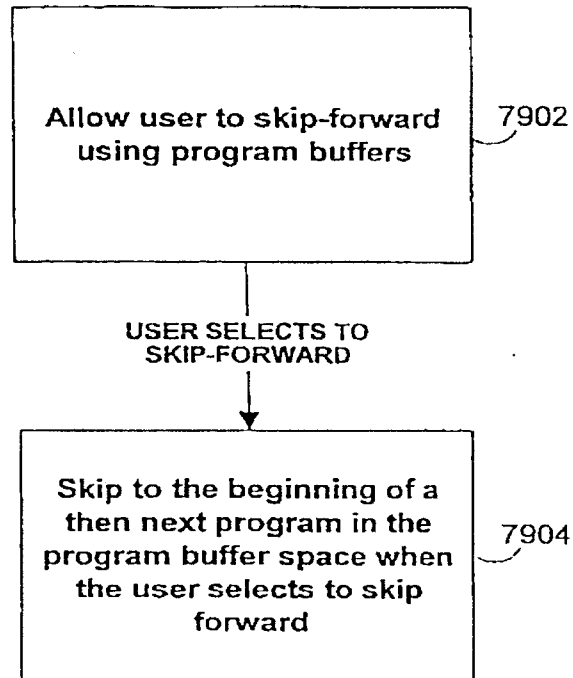 Allow user to skip-forward
using program buffers
7902
USER SELECTS TO
SKIP-FORWARD
Skip to the beginning of a
then next program in the
program buffer space when
the user selects to skip
forward
7904